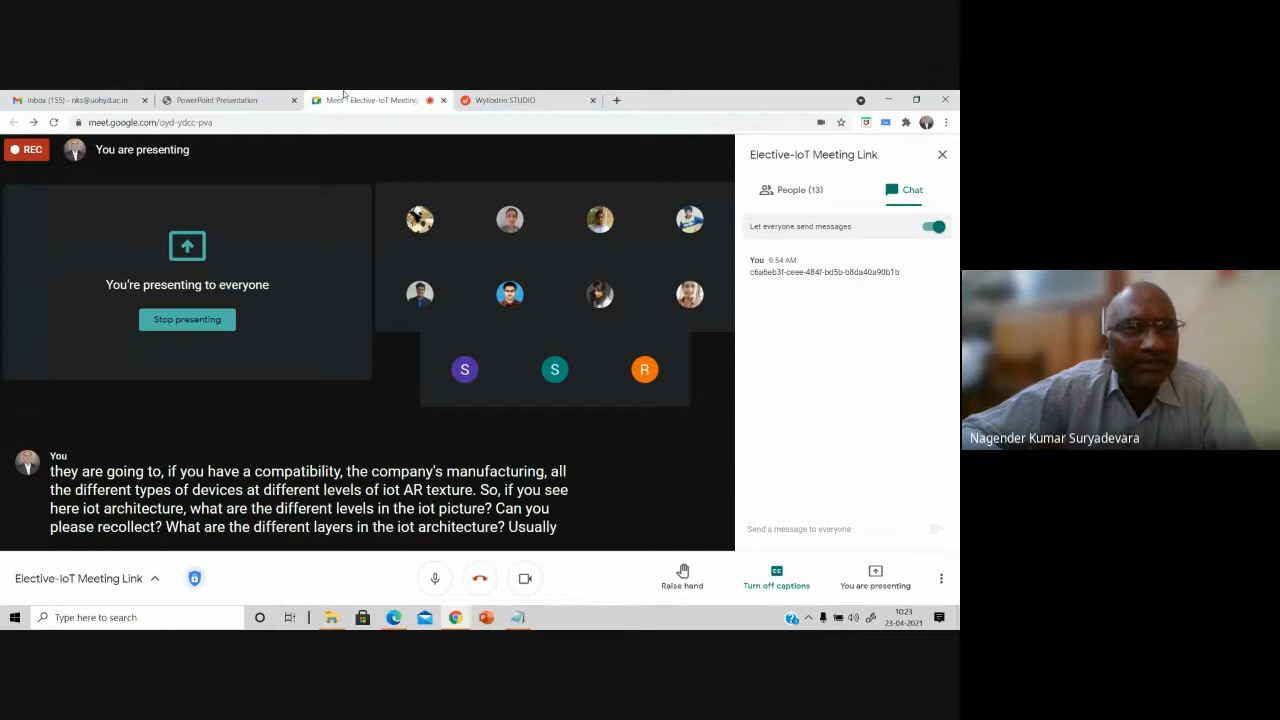 Inbox (155) - nks@uohyd.ac.in
PowerPoint Presentation
Meet - Elective-IoT Meeting
Wyliodrin STUDIO
meet.google.com/oyd-ydcc-pva
REC
You are presenting
Elective-IoT Meeting Link
People (13)
Chat
Let everyone send messages
You 9:54 AM
c6a6eb3f-ceee-484f-bd5b-b8da40a90b1b
You're presenting to everyone
Stop presenting
S
S
R
Nagender Kumar Suryadevara
You
they are going to, if you have a compatibility, the company's manufacturing, all
the different types of devices at different levels of iot AR texture. So, if you see
here iot architecture, what are the different levels in the iot picture? Can you
please recollect? What are the different layers in the iot architecture? Usually
Send a message to everyone
Elective-IoT Meeting Link
Raise hand
Turn off captions
You are presenting
Type here to search
10:23
23-04-2021